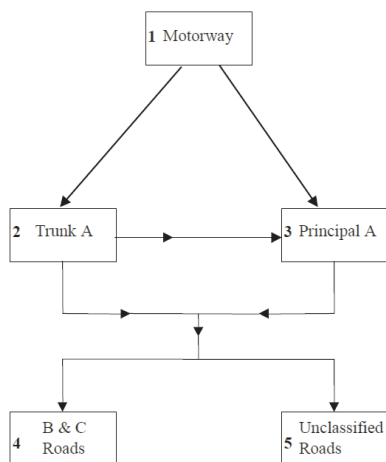 1 Motorway
2 Trunk A
3 Principal A
4 B & C
Roads
5 Unclassified
Roads